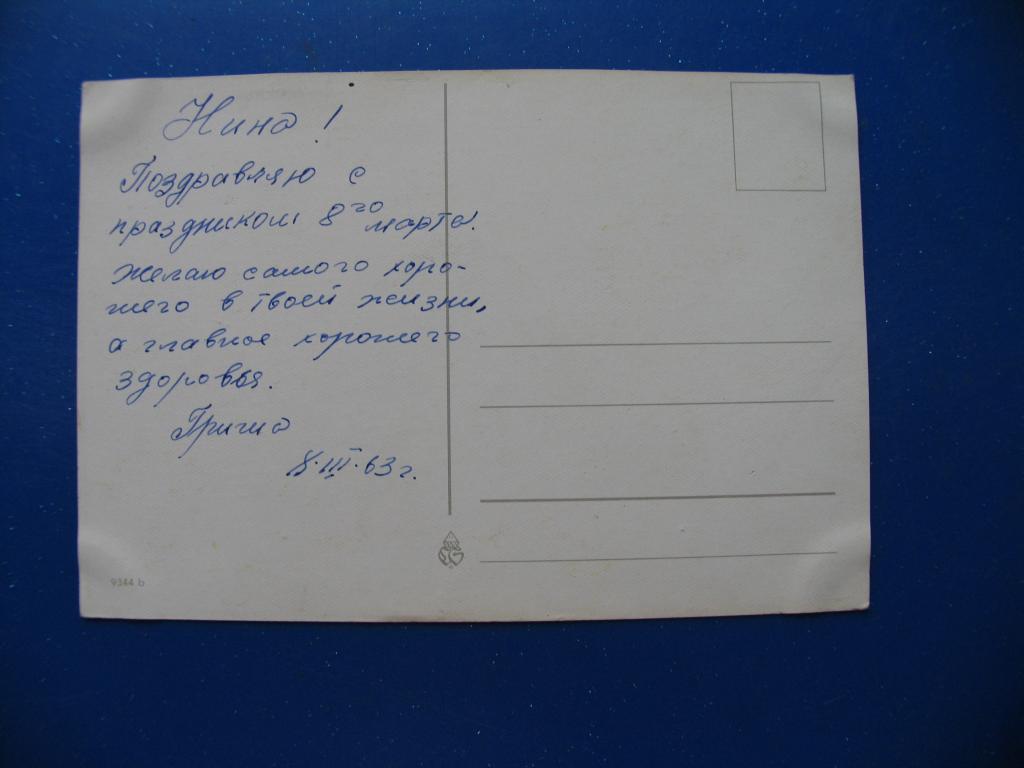 Нина!
Поздравляю с
праздником 8го марта!
Желаю самого хоро-
шего в твоей жизни,
а главное хорошего
здоровья.
Гриша
8.III.63г.
9344 b